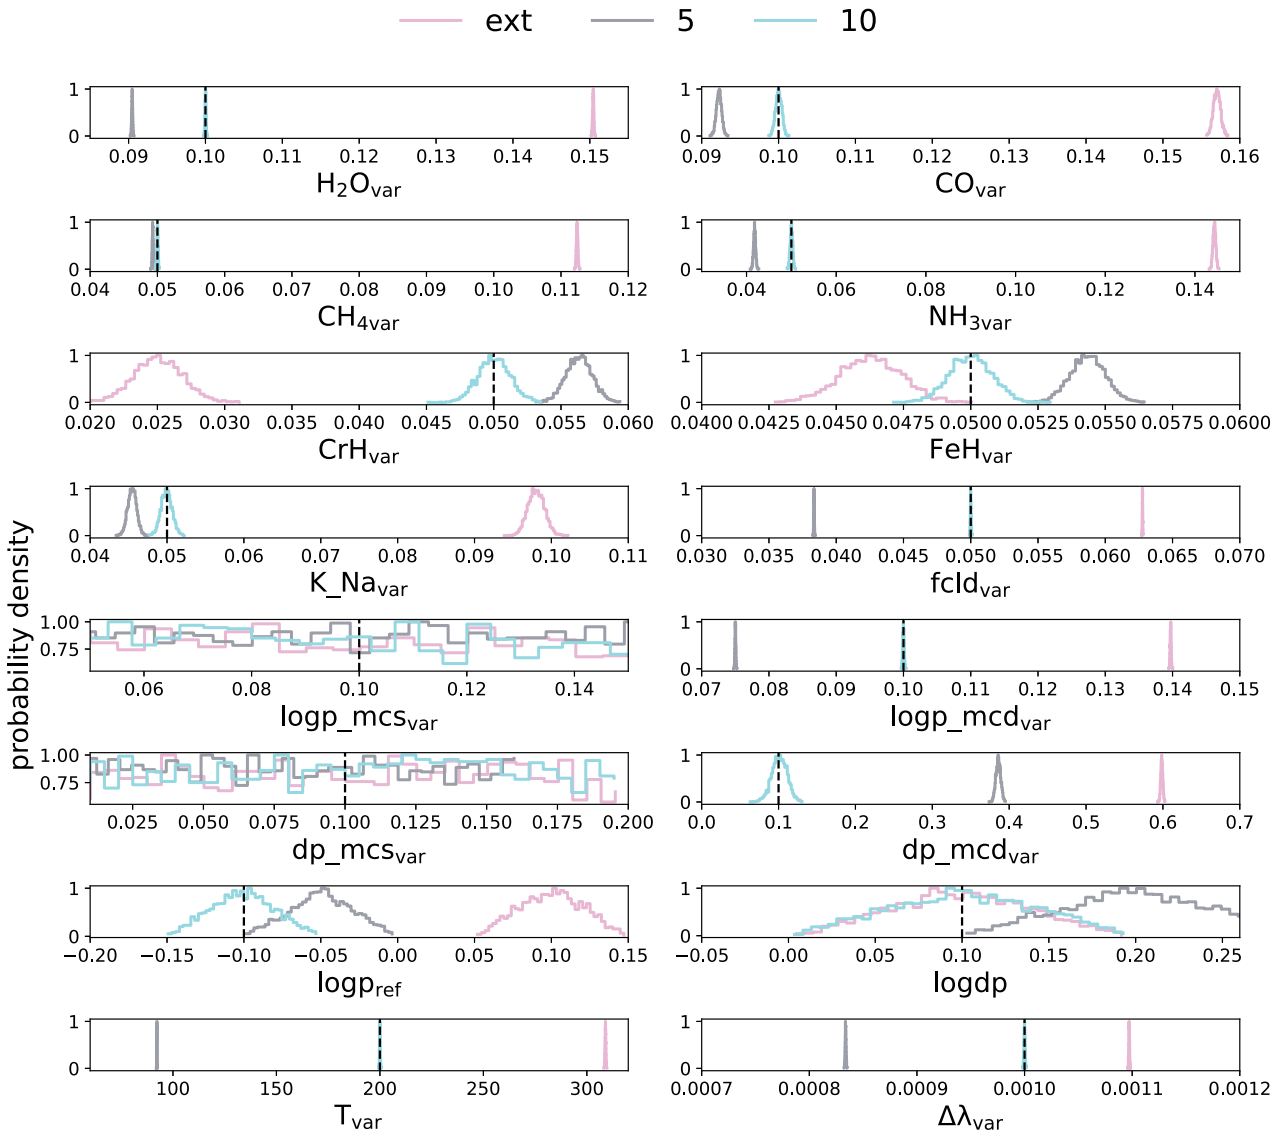 ext 5 10
1 1
0 0
0.09 0.10 0.11 0.12 0.13 0.14 0.15 0.09 0.10 0.11 0.12 0.13 0.14 0.15 0.16
H₂Oᵥₐᵣ COᵥₐᵣ
1 1
0 0
0.04 0.05 0.06 0.07 0.08 0.09 0.10 0.11 0.12 0.04 0.06 0.08 0.10 0.12 0.14
CH₄ᵥₐᵣ NH₃ᵥₐᵣ
1 1
0 0
0.020 0.025 0.030 0.035 0.040 0.045 0.050 0.055 0.060 0.0400 0.0425 0.0450 0.0475 0.0500 0.0525 0.0550 0.0575 0.0600
CrHᵥₐᵣ FeHᵥₐᵣ
1 1
0 0
0.04 0.05 0.06 0.07 0.08 0.09 0.10 0.11 0.030 0.035 0.040 0.045 0.050 0.055 0.060 0.065 0.070
K_Naᵥₐᵣ fcldᵥₐᵣ
probability density
1.00 1
0.75 0
0.06 0.08 0.10 0.12 0.14 0.07 0.08 0.09 0.10 0.11 0.12 0.13 0.14 0.15
logp_mcsᵥₐᵣ logp_mcdᵥₐᵣ
1.00 1
0.75 0
0.025 0.050 0.075 0.100 0.125 0.150 0.175 0.200 0.0 0.1 0.2 0.3 0.4 0.5 0.6 0.7
dp_mcsᵥₐᵣ dp_mcdᵥₐᵣ
1 1
0 0
−0.20 −0.15 −0.10 −0.05 0.00 0.05 0.10 0.15 −0.05 0.00 0.05 0.10 0.15 0.20 0.25
logp_ref logdp
1 1
0 0
100 150 200 250 300 0.0007 0.0008 0.0009 0.0010 0.0011 0.0012
Tᵥₐᵣ Δλᵥₐᵣ